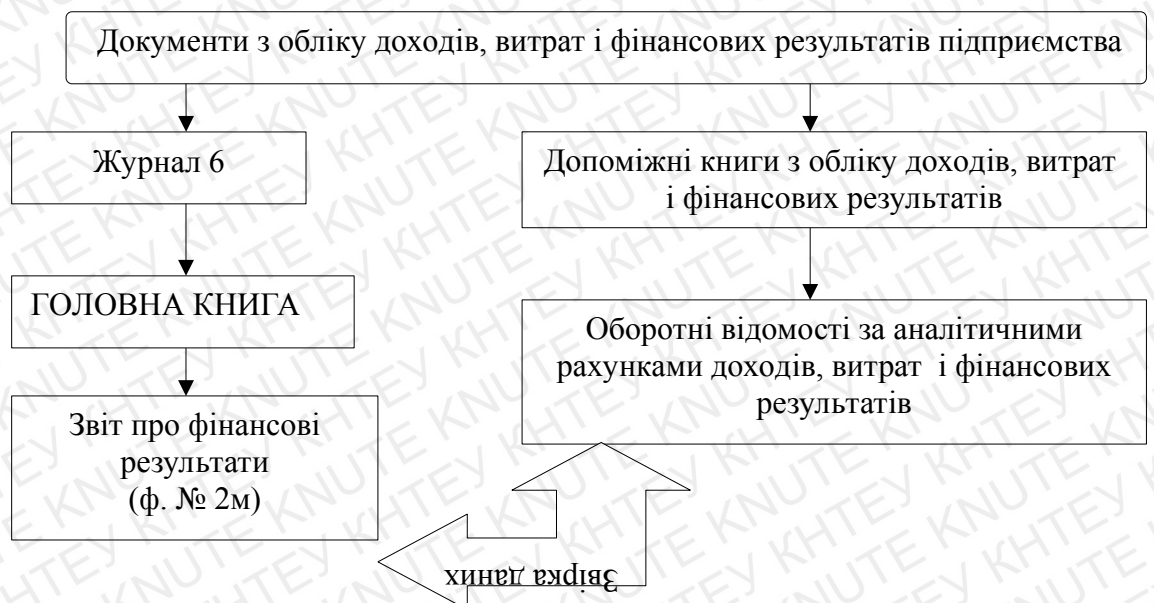 Документи з обліку доходів, витрат і фінансових результатів підприємства
Журнал 6
ГОЛОВНА КНИГА
Звіт про фінансові
результати
(ф. № 2м)
Допоміжні книги з обліку доходів, витрат
і фінансових результатів
Оборотні відомості за аналітичними
рахунками доходів, витрат і фінансових
результатів
Звірка даних